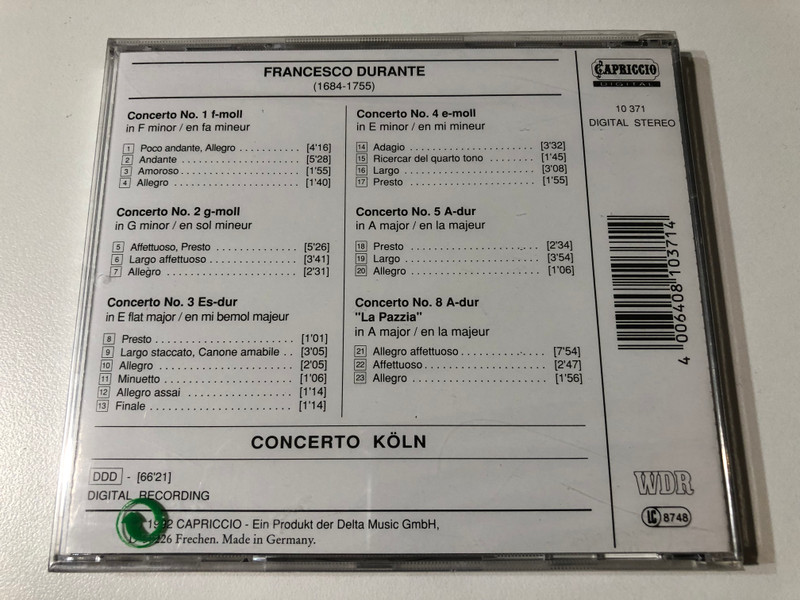 FRANCESCO DURANTE
(1684-1755)
Concerto No. 1 f-moll
in F minor / en fa mineur
1 Poco andante, Allegro .......... [4'16]
2 Andante .................... [5'28]
3 Amoroso .................... [1'55]
4 Allegro .................... [1'40]
Concerto No. 2 g-moll
in G minor / en sol mineur
5 Affettuoso, Presto ............ [5'26]
6 Largo affettuoso .............. [3'41]
7 Allegro ..................... [2'31]
Concerto No. 3 Es-dur
in E flat major / en mi bemol majeur
8 Presto ...................... [1'01]
9 Largo staccato, Canone amabile .. [3'05]
10 Allegro ..................... [2'05]
11 Minuetto .................... [1'06]
12 Allegro assai ................. [1'14]
13 Finale ...................... [1'14]
Concerto No. 4 e-moll
in E minor / en mi mineur
14 Adagio ..................... [3'32]
15 Ricercar del quarto tono ....... [1'45]
16 Largo ...................... [3'08]
17 Presto ..................... [1'55]
Concerto No. 5 A-dur
in A major / en la majeur
18 Presto ..................... [2'34]
19 Largo ...................... [3'54]
20 Allegro ..................... [1'06]
Concerto No. 8 A-dur
"La Pazzia"
in A major / en la majeur
21 Allegro affettuoso ............. [7'54]
22 Affettuoso ................... [2'47]
23 Allegro ..................... [1'56]
CONCERTO KÖLN
DDD - [66'21]
DIGITAL RECORDING
CAPRICCIO - Ein Produkt der Delta Music GmbH,
Frechen. Made in Germany.
CAPRICCIO
DIGITAL
10 371
DIGITAL STEREO
4 006408 103714
WDR
LC 8748